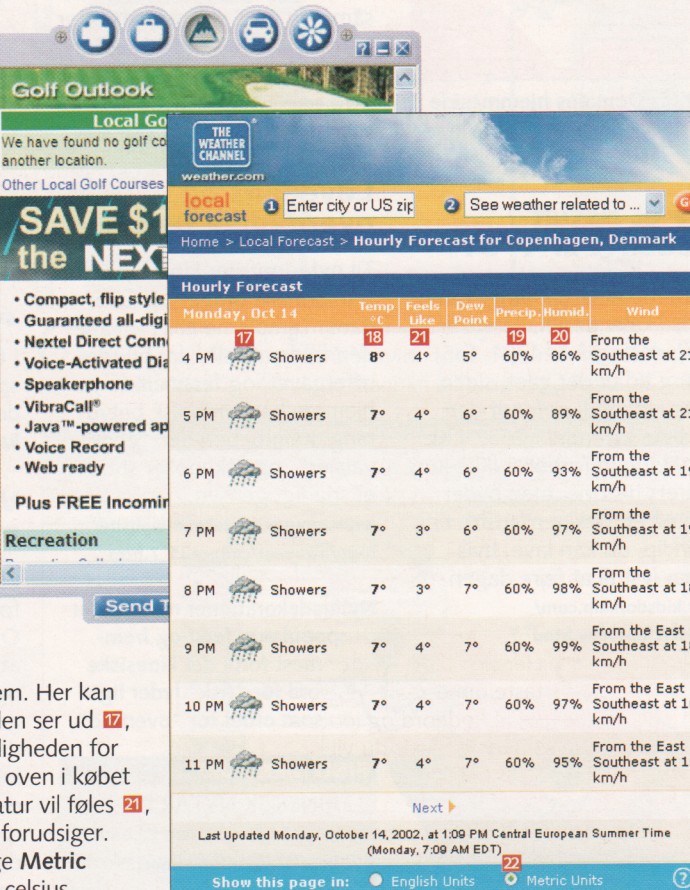 Golf Outlook
Local Go
We have found no golf co
another location.
Other Local Golf Courses
SAVE $1
the NEXT
• Compact, flip style
• Guaranteed all-digi
• Nextel Direct Conn
• Voice-Activated Dia
• Speakerphone
• VibraCall®
• Java™-powered ap
• Voice Record
• Web ready
Plus FREE Incomin
Recreation
Send T
THE
WEATHER
CHANNEL
weather.com
local
forecast
1 Enter city or US zip
2 See weather related to ...
Home > Local Forecast > Hourly Forecast for Copenhagen, Denmark
Hourly Forecast
Monday, Oct 14 Temp °C Feels Like Dew Point Precip. Humid. Wind
17 18 21 19 20
4 PM Showers 8° 4° 5° 60% 86% From the
Southeast at 2
km/h
5 PM Showers 7° 4° 6° 60% 89% From the
Southeast at 2
km/h
6 PM Showers 7° 4° 6° 60% 93% From the
Southeast at 1
km/h
7 PM Showers 7° 3° 6° 60% 97% From the
Southeast at 1
km/h
8 PM Showers 7° 3° 7° 60% 98% From the
Southeast at 18
km/h
9 PM Showers 7° 4° 7° 60% 99% From the East
Southeast at 18
km/h
10 PM Showers 7° 4° 7° 60% 97% From the East
Southeast at 1
km/h
11 PM Showers 7° 4° 7° 60% 95% From the East
Southeast at 1
km/h
Next
Last Updated Monday, October 14, 2002, at 1:09 PM Central European Summer Time
(Monday, 7:09 AM EDT)
22
Show this page in: English Units Metric Units ?
em. Her kan
den ser ud 17,
digheden for
oven i købet
atur vil føles 21,
forudsiger.
ge Metric
celsius